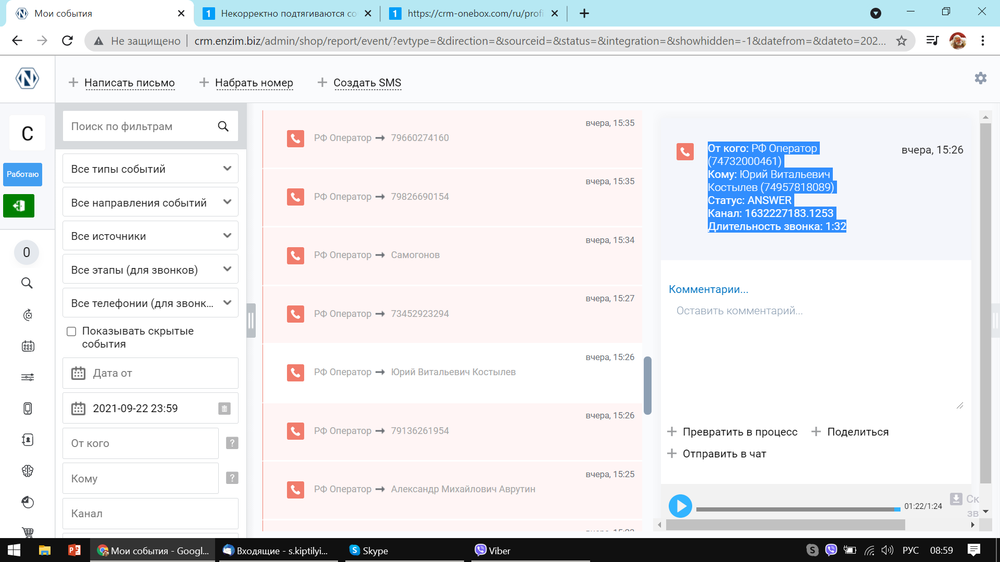 Мои события
1 Некорректно подтягиваются со
1 https://crm-onebox.com/ru/profi
Не защищено
crm.enzim.biz/admin/shop/report/event/?evtype=&direction=&sourceid=&status=&integration=&showhidden=-1&datefrom=&dateto=202...
N
Написать письмо
Набрать номер
Создать SMS
С
Работаю
0
Поиск по фильтрам
Все типы событий
Все направления событий
Все источники
Все этапы (для звонков)
Все телефонии (для звонк...
Показывать скрытые
события
Дата от
2021-09-22 23:59
От кого
?
Кому
?
Канал
вчера, 15:35
РФ Оператор → 79660274160
вчера, 15:35
РФ Оператор → 79826690154
вчера, 15:34
РФ Оператор → Самогонов
вчера, 15:27
РФ Оператор → 73452923294
вчера, 15:26
РФ Оператор → Юрий Витальевич Костылев
вчера, 15:26
РФ Оператор → 79136261954
вчера, 15:25
РФ Оператор → Александр Михайлович Аврутин
От кого: РФ Оператор
(74732000461)
Кому: Юрий Витальевич
Костылев (74957818089)
Статус: ANSWER
Канал: 1632227183.1253
Длительность звонка: 1:32
вчера, 15:26
Комментарии...
Оставить комментарий...
Превратить в процесс
Поделиться
Отправить в чат
01:22/1:24
Ск
зв
Мои события - Googl...
Входящие - s.kiptilyi...
Skype
Viber
РУС
08:59